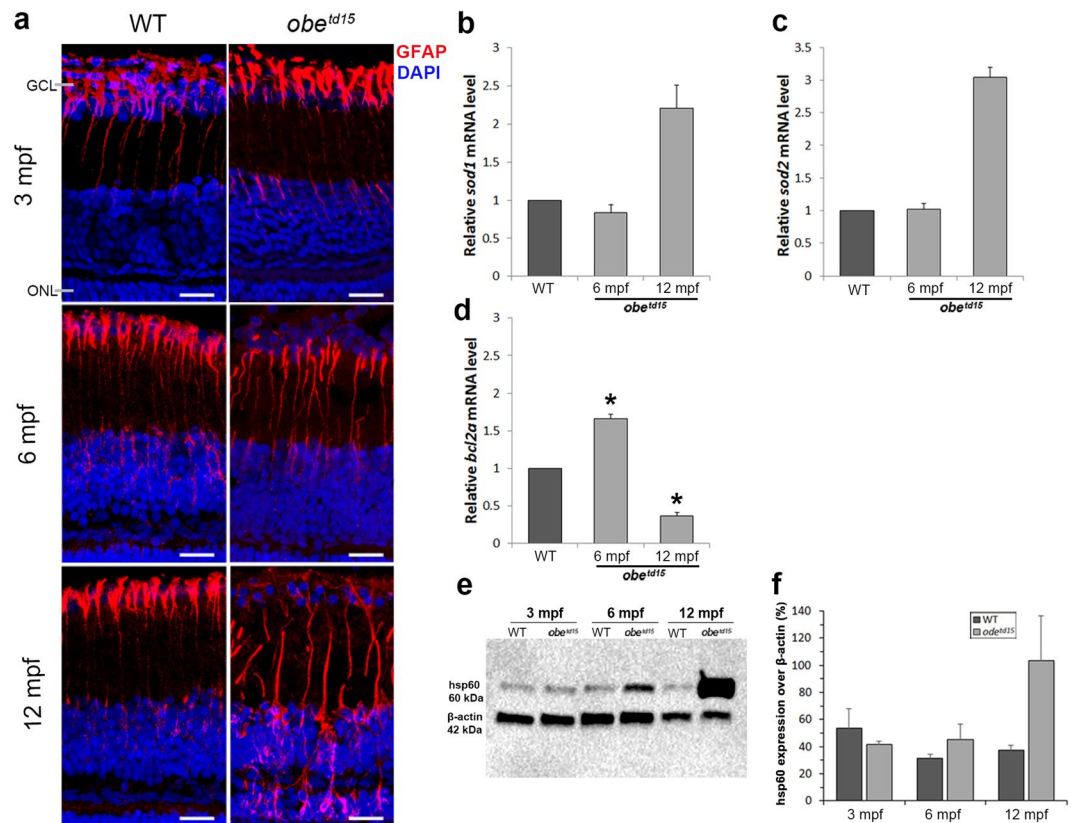 a
WT
obe^td15
GFAP
DAPI
GCL
ONL
3 mpf
6 mpf
12 mpf
b
Relative sod1 mRNA level
3
2.5
2
1.5
1
0.5
0
WT
6 mpf
12 mpf
obe^td15
c
Relative sod2 mRNA level
3.5
3
2.5
2
1.5
1
0.5
0
WT
6 mpf
12 mpf
obe^td15
d
Relative bcl2a mRNA level
3
2.5
2
1.5
1
0.5
0
*
*
WT
6 mpf
12 mpf
obe^td15
e
3 mpf 6 mpf 12 mpf
WT obe^td15 WT obe^td15 WT obe^td15
hsp60
60 kDa
β-actin
42 kDa
f
hsp60 expression over β-actin (%)
140
120
100
80
60
40
20
0
WT
ode^td15
3 mpf
6 mpf
12 mpf